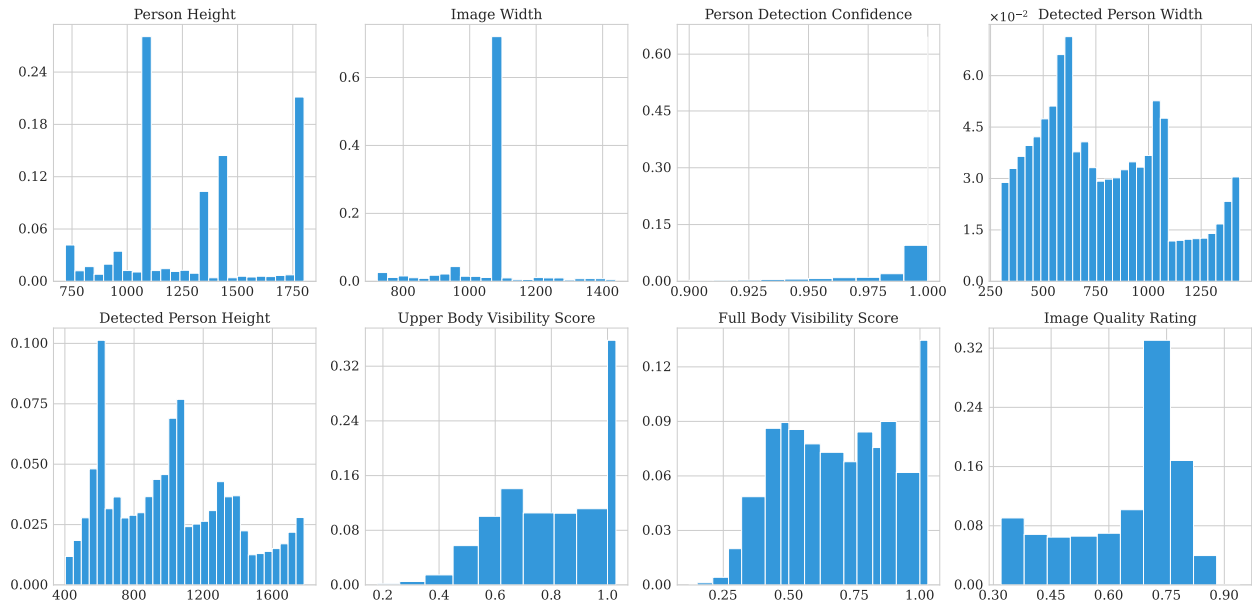 Person Height
0.24
0.18
0.12
0.06
0.00
750 1000 1250 1500 1750
Image Width
0.6
0.4
0.2
0.0
800 1000 1200 1400
Person Detection Confidence
0.60
0.45
0.30
0.15
0.00
0.900 0.925 0.950 0.975 1.000
×10⁻² Detected Person Width
6.0
4.5
3.0
1.5
0.0
250 500 750 1000 1250
Detected Person Height
0.100
0.075
0.050
0.025
0.000
400 800 1200 1600
Upper Body Visibility Score
0.32
0.24
0.16
0.08
0.00
0.2 0.4 0.6 0.8 1.0
Full Body Visibility Score
0.12
0.09
0.06
0.03
0.00
0.25 0.50 0.75 1.00
Image Quality Rating
0.32
0.24
0.16
0.08
0.00
0.30 0.45 0.60 0.75 0.90